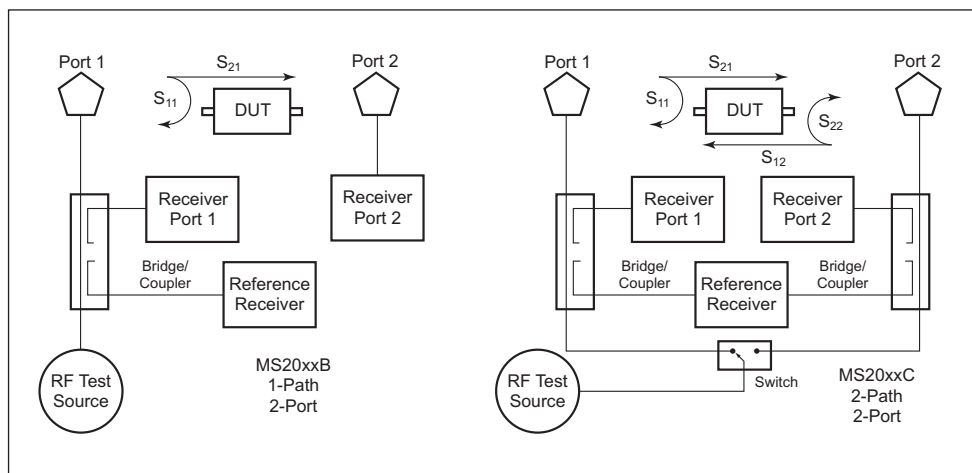 Port 1
S21
Port 2
S11
DUT
Receiver
Port 1
Receiver
Port 2
Bridge/
Coupler
Reference
Receiver
RF Test
Source
MS20xxB
1-Path
2-Port
Port 1
S21
Port 2
S11
DUT
S22
S12
Receiver
Port 1
Receiver
Port 2
Bridge/
Coupler
Reference
Receiver
Bridge/
Coupler
RF Test
Source
Switch
MS20xxC
2-Path
2-Port